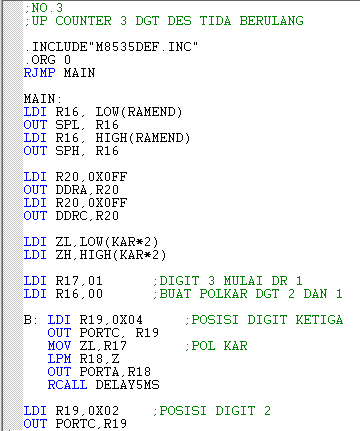 ;NO.3
;UP COUNTER 3 DGT DES TIDA BERULANG
.INCLUDE"M8535DEF.INC"
.ORG 0
RJMP MAIN
MAIN:
LDI R16, LOW(RAMEND)
OUT SPL, R16
LDI R16, HIGH(RAMEND)
OUT SPH, R16
LDI R20,0X0FF
OUT DDRA,R20
LDI R20,0X0FF
OUT DDRC,R20
LDI ZL,LOW(KAR*2)
LDI ZH,HIGH(KAR*2)
LDI R17,01 ;DIGIT 3 MULAI DR 1
LDI R16,00 ;BUAT POLKAR DGT 2 DAN 1
B: LDI R19,0X04 ;POSISI DIGIT KETIGA
OUT PORTC, R19
MOV ZL,R17 ;POL KAR
LPM R18,Z
OUT PORTA,R18
RCALL DELAY5MS
LDI R19,0X02 ;POSISI DIGIT 2
OUT PORTC,R19